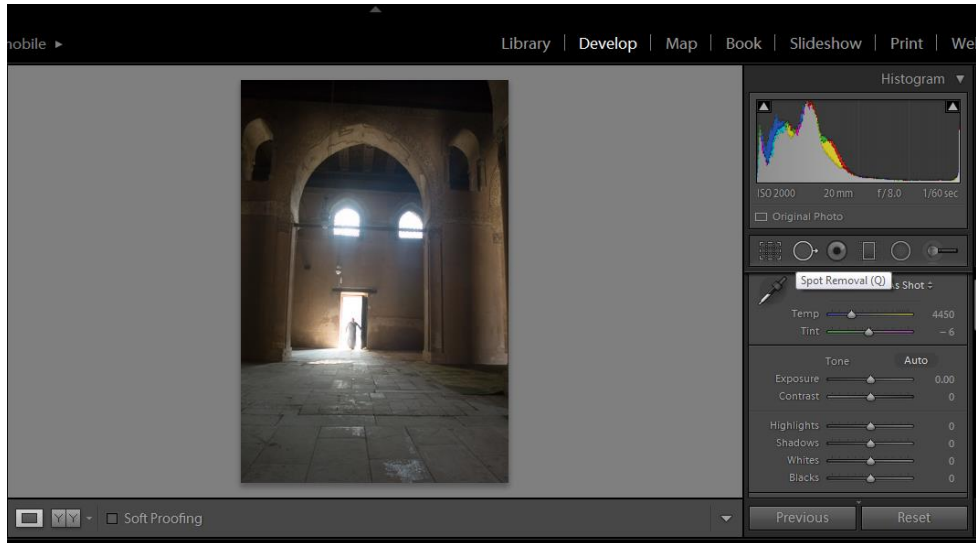 Library | Develop | Map | Book | Slideshow | Print |
Histogram
ISO 2000 20 mm f / 8.0 1/60 sec
Original Photo
Spot Removal (Q)
As Shot
Temp 4450
Tint – 6
Tone Auto
Exposure 0.00
Contrast 0
Highlights 0
Shadows 0
Whites 0
Blacks 0
Y Y Soft Proofing
Previous Reset